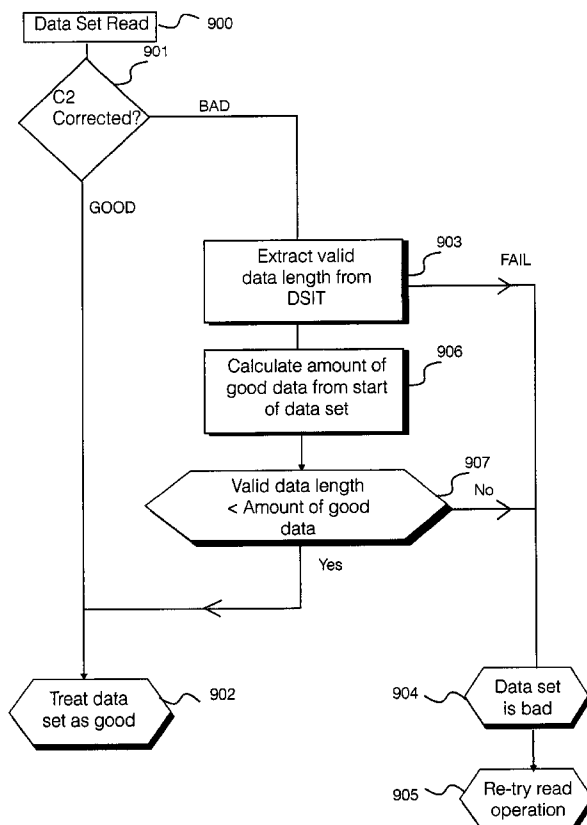 Data Set Read
900
901
C2
Corrected?
BAD
GOOD
903
Extract valid
data length from
DSIT
FAIL
Calculate amount of
good data from start
of data set
906
907
Valid data length
< Amount of good
data
No
Yes
Treat data
set as good
902
904
Data set
is bad
905
Re-try read
operation